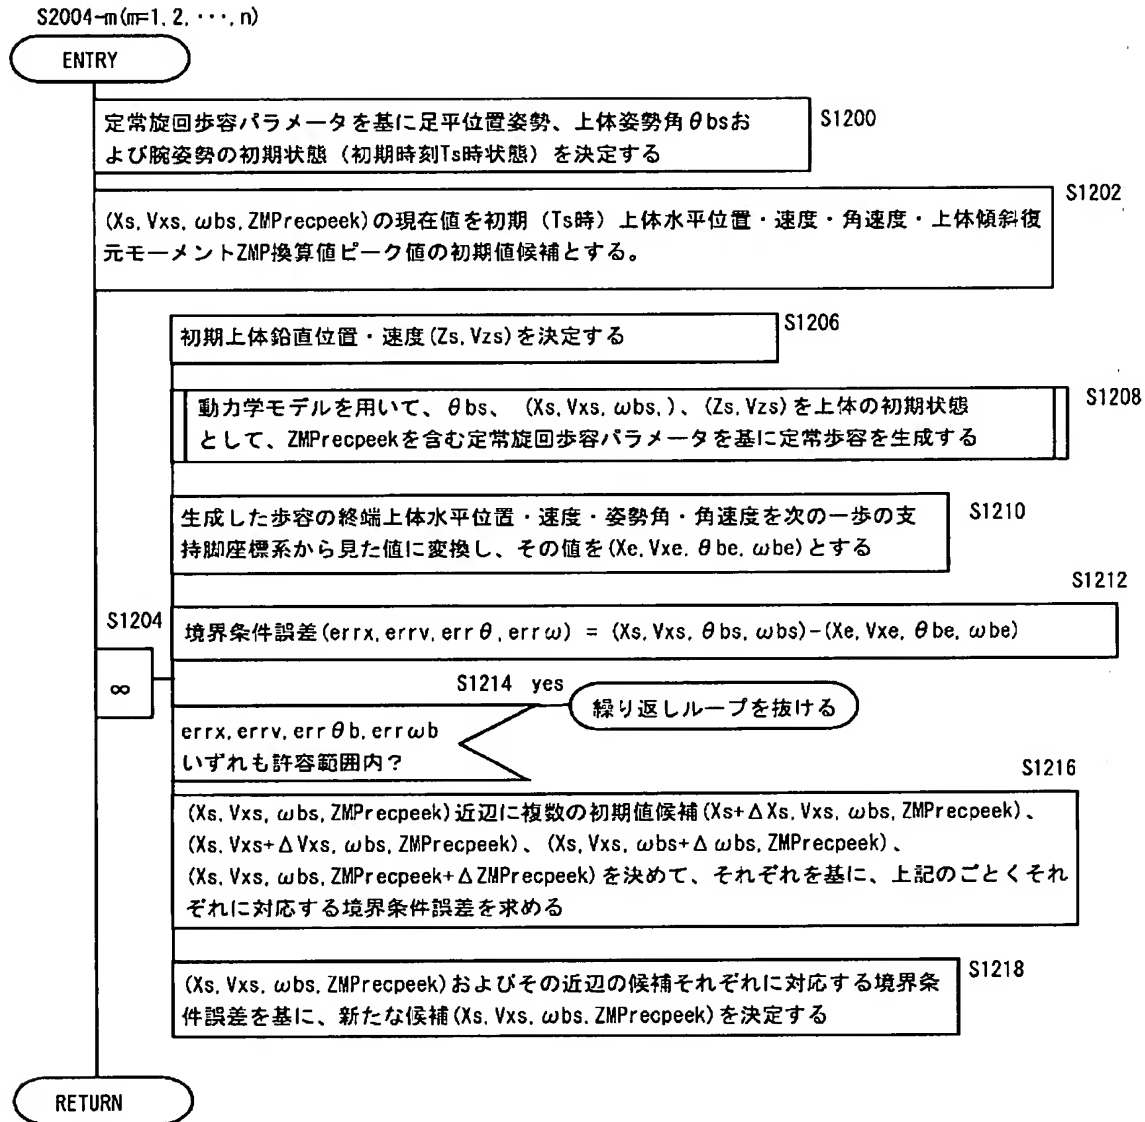 S2004-m(m=1, 2, ･･･, n)
ENTRY
定常旋回歩容パラメータを基に足平位置姿勢、上体姿勢角θbsお
よび腕姿勢の初期状態（初期時刻Ts時状態）を決定する
S1200
S1202
(Xs, Vxs, ωbs, ZMPrecpeek)の現在値を初期（Ts時）上体水平位置・速度・角速度・上体傾斜復
元モーメントZMP換算値ピーク値の初期値候補とする。
S1206
初期上体鉛直位置・速度(Zs, Vzs)を決定する
S1208
動力学モデルを用いて、θbs、 (Xs, Vxs, ωbs,)、(Zs, Vzs)を上体の初期状態
として、ZMPrecpeekを含む定常旋回歩容パラメータを基に定常歩容を生成する
S1210
生成した歩容の終端上体水平位置・速度・姿勢角・角速度を次の一歩の支
持脚座標系から見た値に変換し、その値を(Xe, Vxe, θbe, ωbe)とする
S1212
S1204
境界条件誤差(errx, errv, errθ, errω) = (Xs, Vxs, θbs, ωbs)-(Xe, Vxe, θbe, ωbe)
∞
S1214 yes
繰り返しループを抜ける
errx, errv, errθb, errωb
いずれも許容範囲内？
S1216
(Xs, Vxs, ωbs, ZMPrecpeek)近辺に複数の初期値候補(Xs+ΔXs, Vxs, ωbs, ZMPrecpeek)、
(Xs, Vxs+ΔVxs, ωbs, ZMPrecpeek)、(Xs, Vxs, ωbs+Δωbs, ZMPrecpeek)、
(Xs, Vxs, ωbs, ZMPrecpeek+ΔZMPrecpeek)を決めて、それぞれを基に、上記のごとくそれ
ぞれに対応する境界条件誤差を求める
S1218
(Xs, Vxs, ωbs, ZMPrecpeek)およびその近辺の候補それぞれに対応する境界条
件誤差を基に、新たな候補(Xs, Vxs, ωbs, ZMPrecpeek)を決定する
RETURN